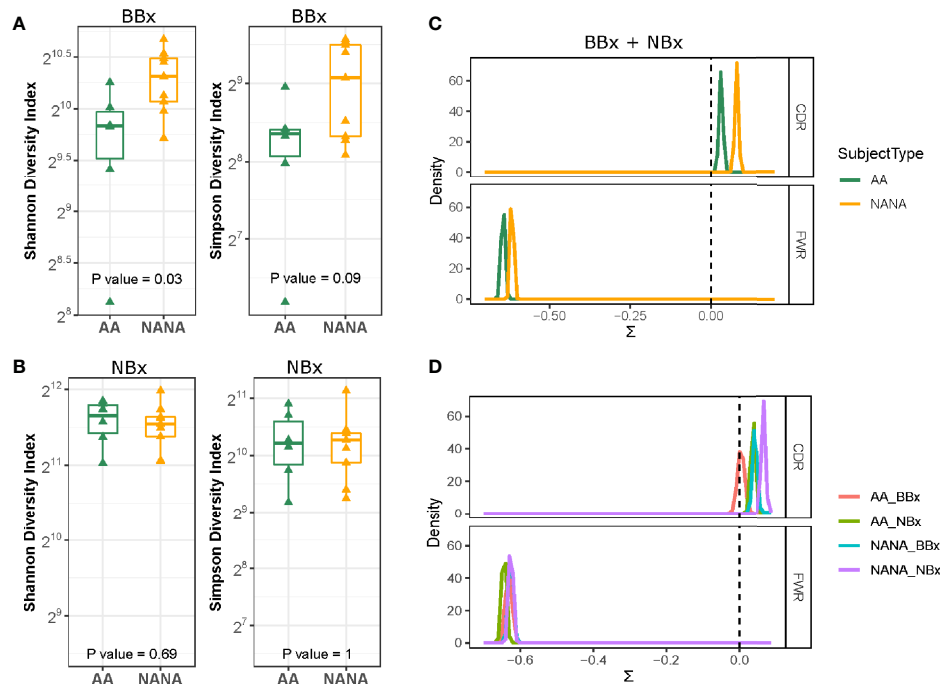 A
BBx
Shannon Diversity Index
2^10.5
2^10
2^9.5
2^9
2^8.5
2^8
P value = 0.03
AA
NANA
BBx
Simpson Diversity Index
2^9
2^8
2^7
P value = 0.09
AA
NANA
C
BBx + NBx
Density
60
40
20
0
CDR
60
40
20
0
FWR
−0.50
−0.25
0.00
Σ
SubjectType
AA
NANA
B
NBx
Shannon Diversity Index
2^12
2^11
2^10
2^9
P value = 0.69
AA
NANA
NBx
Simpson Diversity Index
2^11
2^10
2^9
2^8
2^7
P value = 1
AA
NANA
D
Density
60
40
20
0
CDR
60
40
20
0
FWR
−0.6
−0.4
−0.2
0.0
Σ
AA_BBx
AA_NBx
NANA_BBx
NANA_NBx